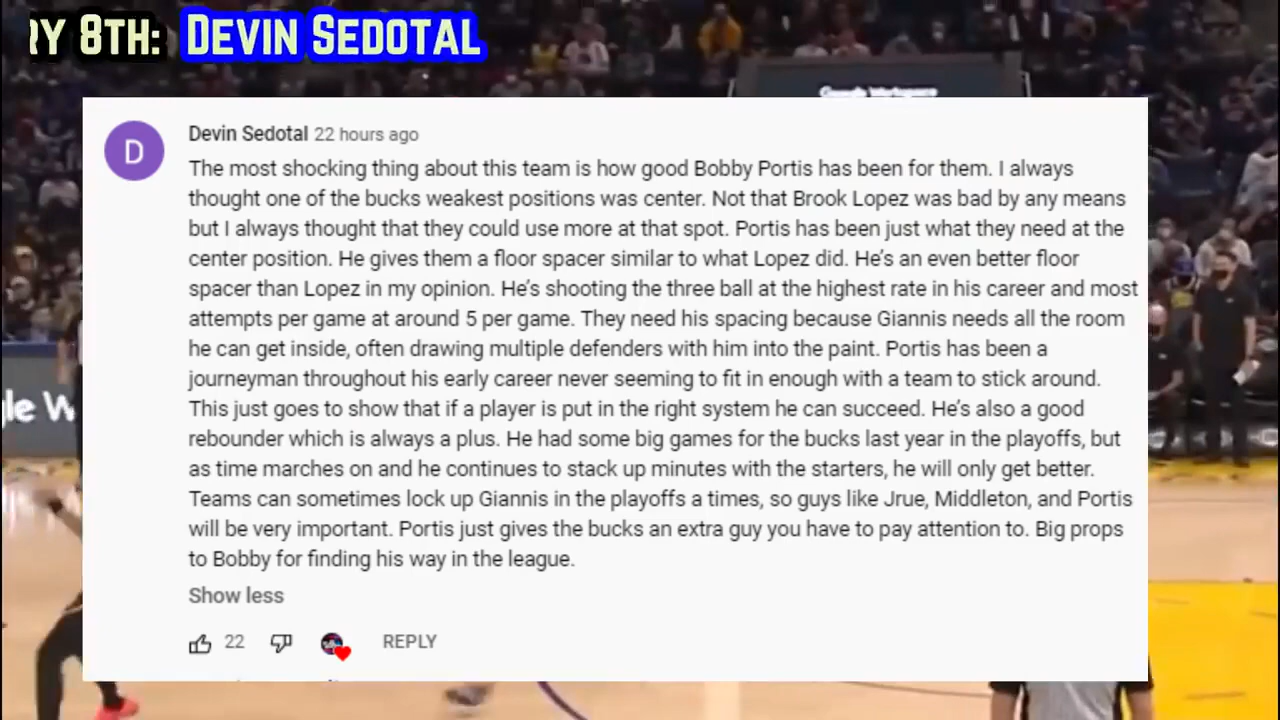 RY 8TH: DEVIN SEDOTAL
Google Workspace
Devin Sedotal 22 hours ago
D
The most shocking thing about this team is how good Bobby Portis has been for them. I always
thought one of the bucks weakest positions was center. Not that Brook Lopez was bad by any means
but I always thought that they could use more at that spot. Portis has been just what they need at the
center position. He gives them a floor spacer similar to what Lopez did. He's an even better floor
spacer than Lopez in my opinion. He's shooting the three ball at the highest rate in his career and most
attempts per game at around 5 per game. They need his spacing because Giannis needs all the room
he can get inside, often drawing multiple defenders with him into the paint. Portis has been a
journeyman throughout his early career never seeming to fit in enough with a team to stick around.
This just goes to show that if a player is put in the right system he can succeed. He's also a good
le W
rebounder which is always a plus. He had some big games for the bucks last year in the playoffs, but
as time marches on and he continues to stack up minutes with the starters, he will only get better.
Teams can sometimes lock up Giannis in the playoffs a times, so guys like Jrue, Middleton, and Portis
will be very important. Portis just gives the bucks an extra guy you have to pay attention to. Big props
to Bobby for finding his way in the league.
Show less
22
REPLY